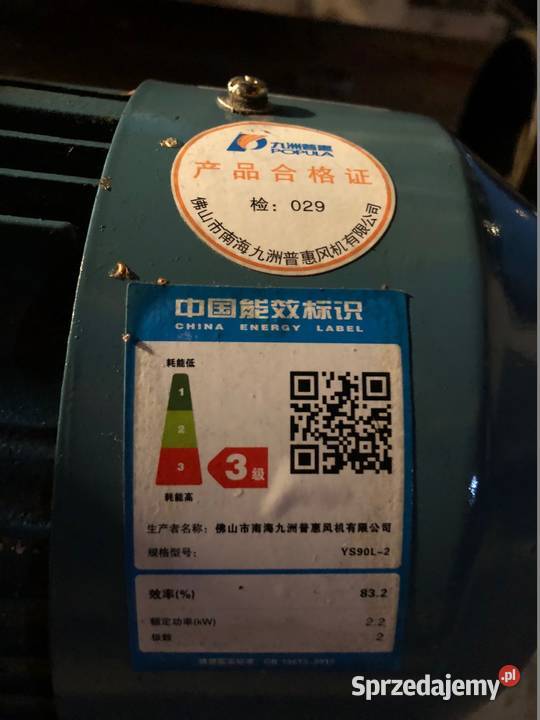 九洲普惠
POPULA
产品合格证
检：029
佛山市南海九洲普惠风机有限公司
中国能效标识
CHINA ENERGY LABEL
耗能低
1
2
3
3级
耗能高
生产者名称：佛山市南海九洲普惠风机有限公司
规格型号： YS90L-2
效率(%) 83.2
额定功率(kW) 2.2
极数 2
Sprzedajemy.pl